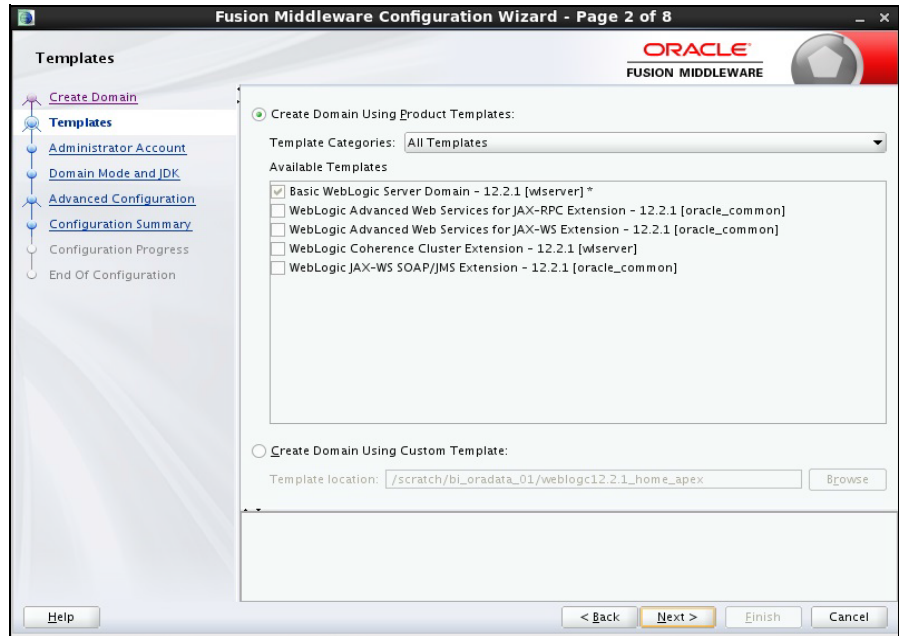 Fusion Middleware Configuration Wizard - Page 2 of 8
Templates
ORACLE
FUSION MIDDLEWARE
Create Domain
Templates
Administrator Account
Domain Mode and JDK
Advanced Configuration
Configuration Summary
Configuration Progress
End Of Configuration
Create Domain Using Product Templates:
Template Categories: All Templates
Available Templates
Basic WebLogic Server Domain - 12.2.1 [wlserver] *
WebLogic Advanced Web Services for JAX-RPC Extension - 12.2.1 [oracle_common]
WebLogic Advanced Web Services for JAX-WS Extension - 12.2.1 [oracle_common]
WebLogic Coherence Cluster Extension - 12.2.1 [wlserver]
WebLogic JAX-WS SOAP/JMS Extension - 12.2.1 [oracle_common]
Create Domain Using Custom Template:
Template location: /scratch/bi_oradata_01/weblogc12.2.1_home_apex Browse
Help < Back Next > Finish Cancel